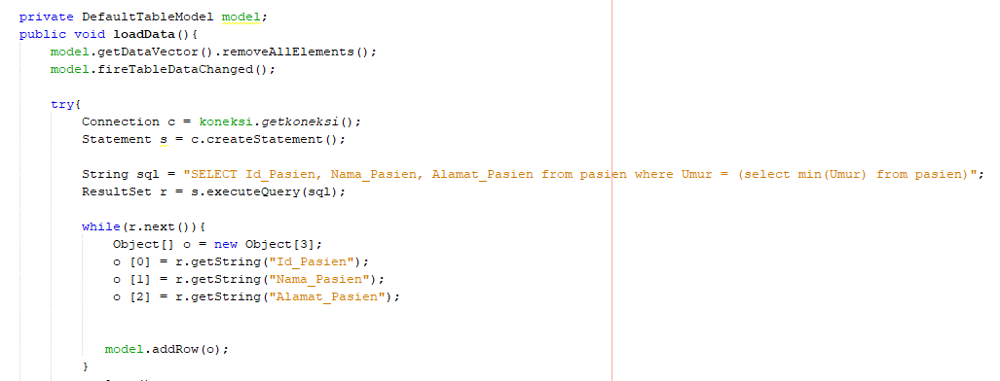 private DefaultTableModel model;
public void loadData(){
model.getDataVector().removeAllElements();
model.fireTableDataChanged();
try{
Connection c = koneksi.getkoneksi();
Statement s = c.createStatement();
String sql = "SELECT Id_Pasien, Nama_Pasien, Alamat_Pasien from pasien where Umur = (select min(Umur) from pasien)";
ResultSet r = s.executeQuery(sql);
while(r.next()){
Object[] o = new Object[3];
o [0] = r.getString("Id_Pasien");
o [1] = r.getString("Nama_Pasien");
o [2] = r.getString("Alamat_Pasien");
model.addRow(o);
}